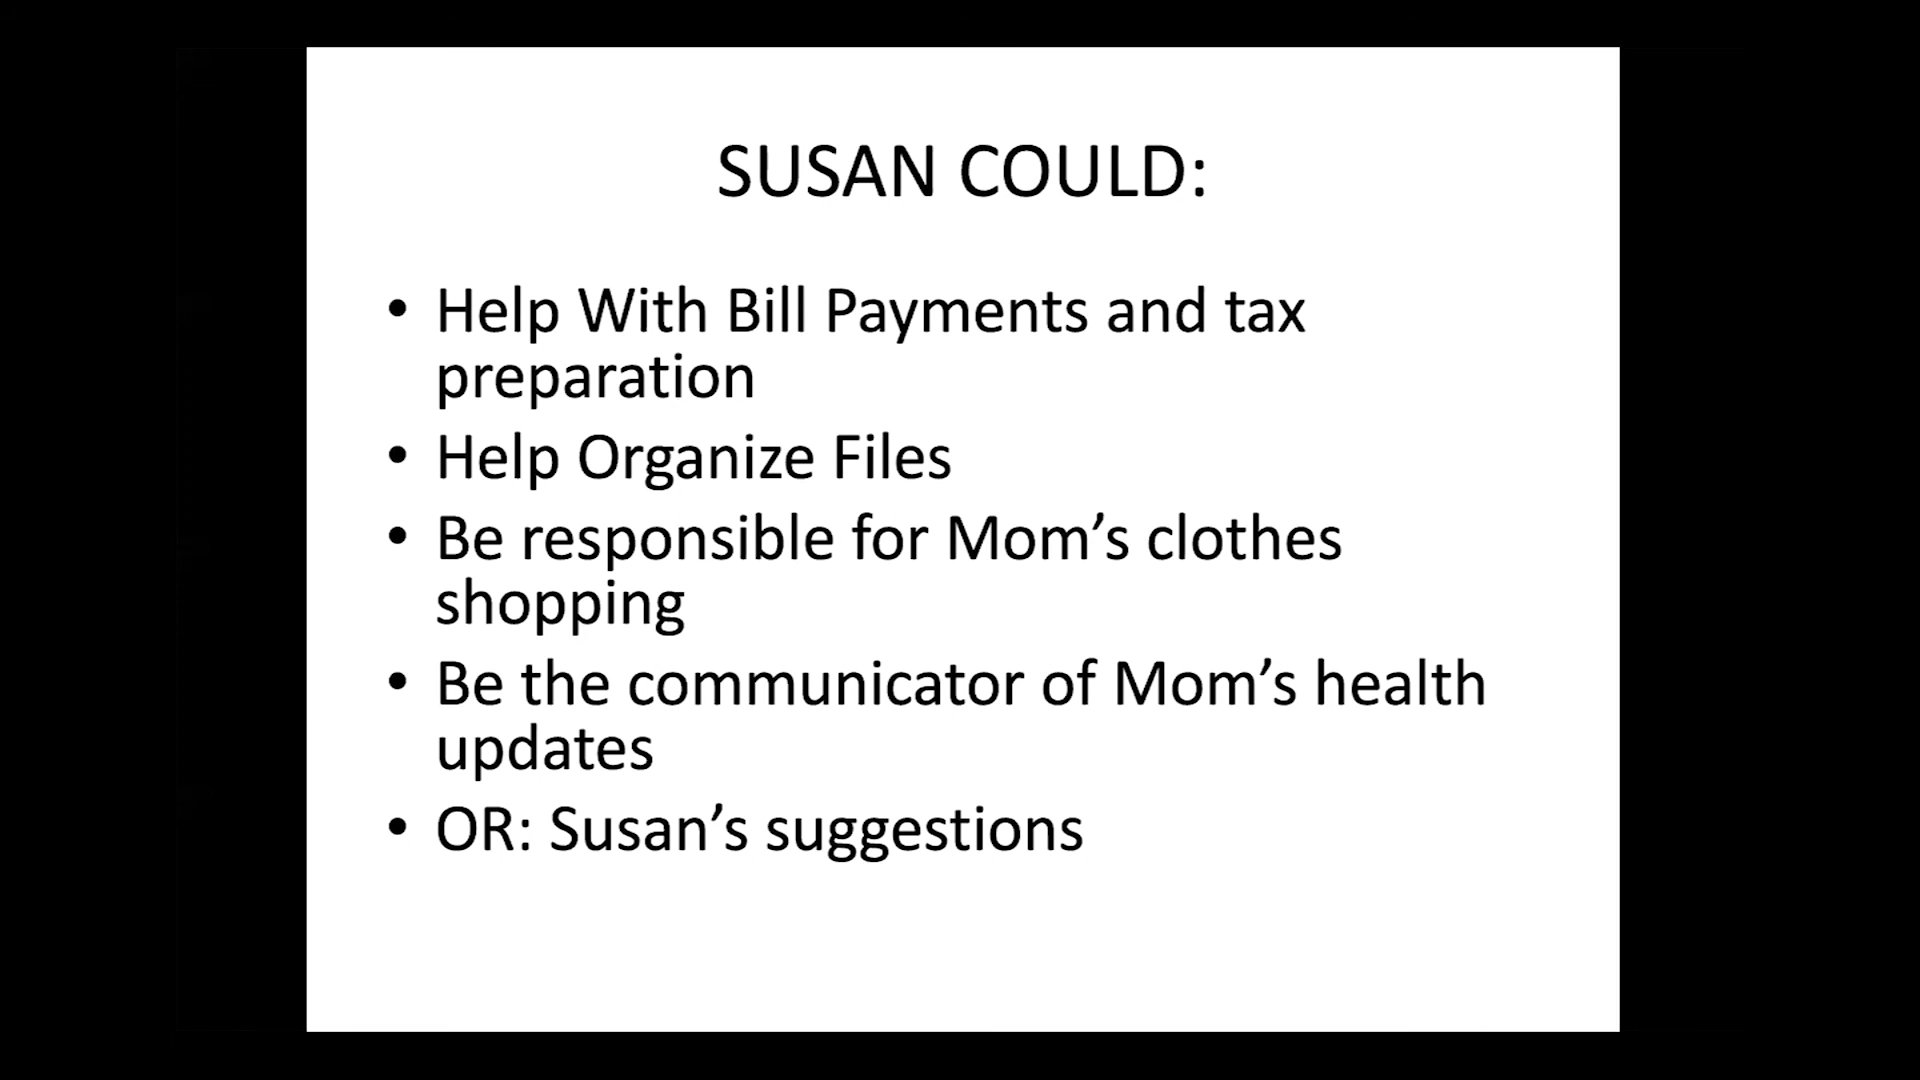 SUSAN COULD:
• Help With Bill Payments and tax
preparation
• Help Organize Files
• Be responsible for Mom’s clothes
shopping
• Be the communicator of Mom’s health
updates
• OR: Susan’s suggestions